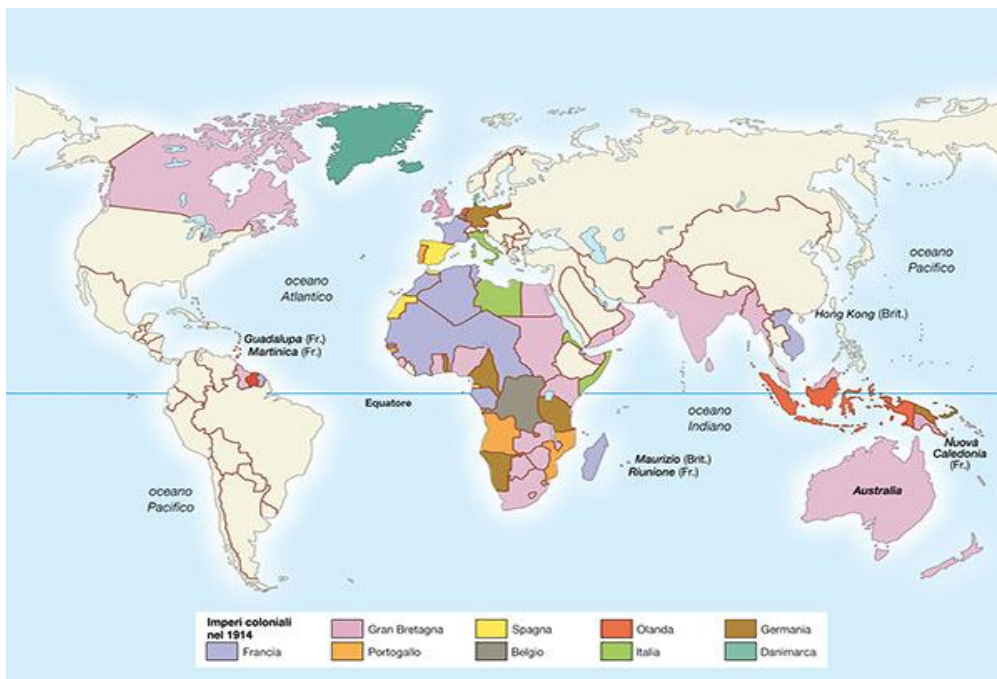 oceano
Atlantico
oceano
Pacifico
Hong Kong (Brit.)
Guadalupa (Fr.)
Martinica (Fr.)
Equatore
oceano
Indiano
Nuova
Caledonia
(Fr.)
Maurizio (Brit.)
Riunione (Fr.)
oceano
Pacifico
Australia
Imperi coloniali
nel 1914
Francia
Gran Bretagna
Portogallo
Spagna
Belgio
Olanda
Italia
Germania
Danimarca